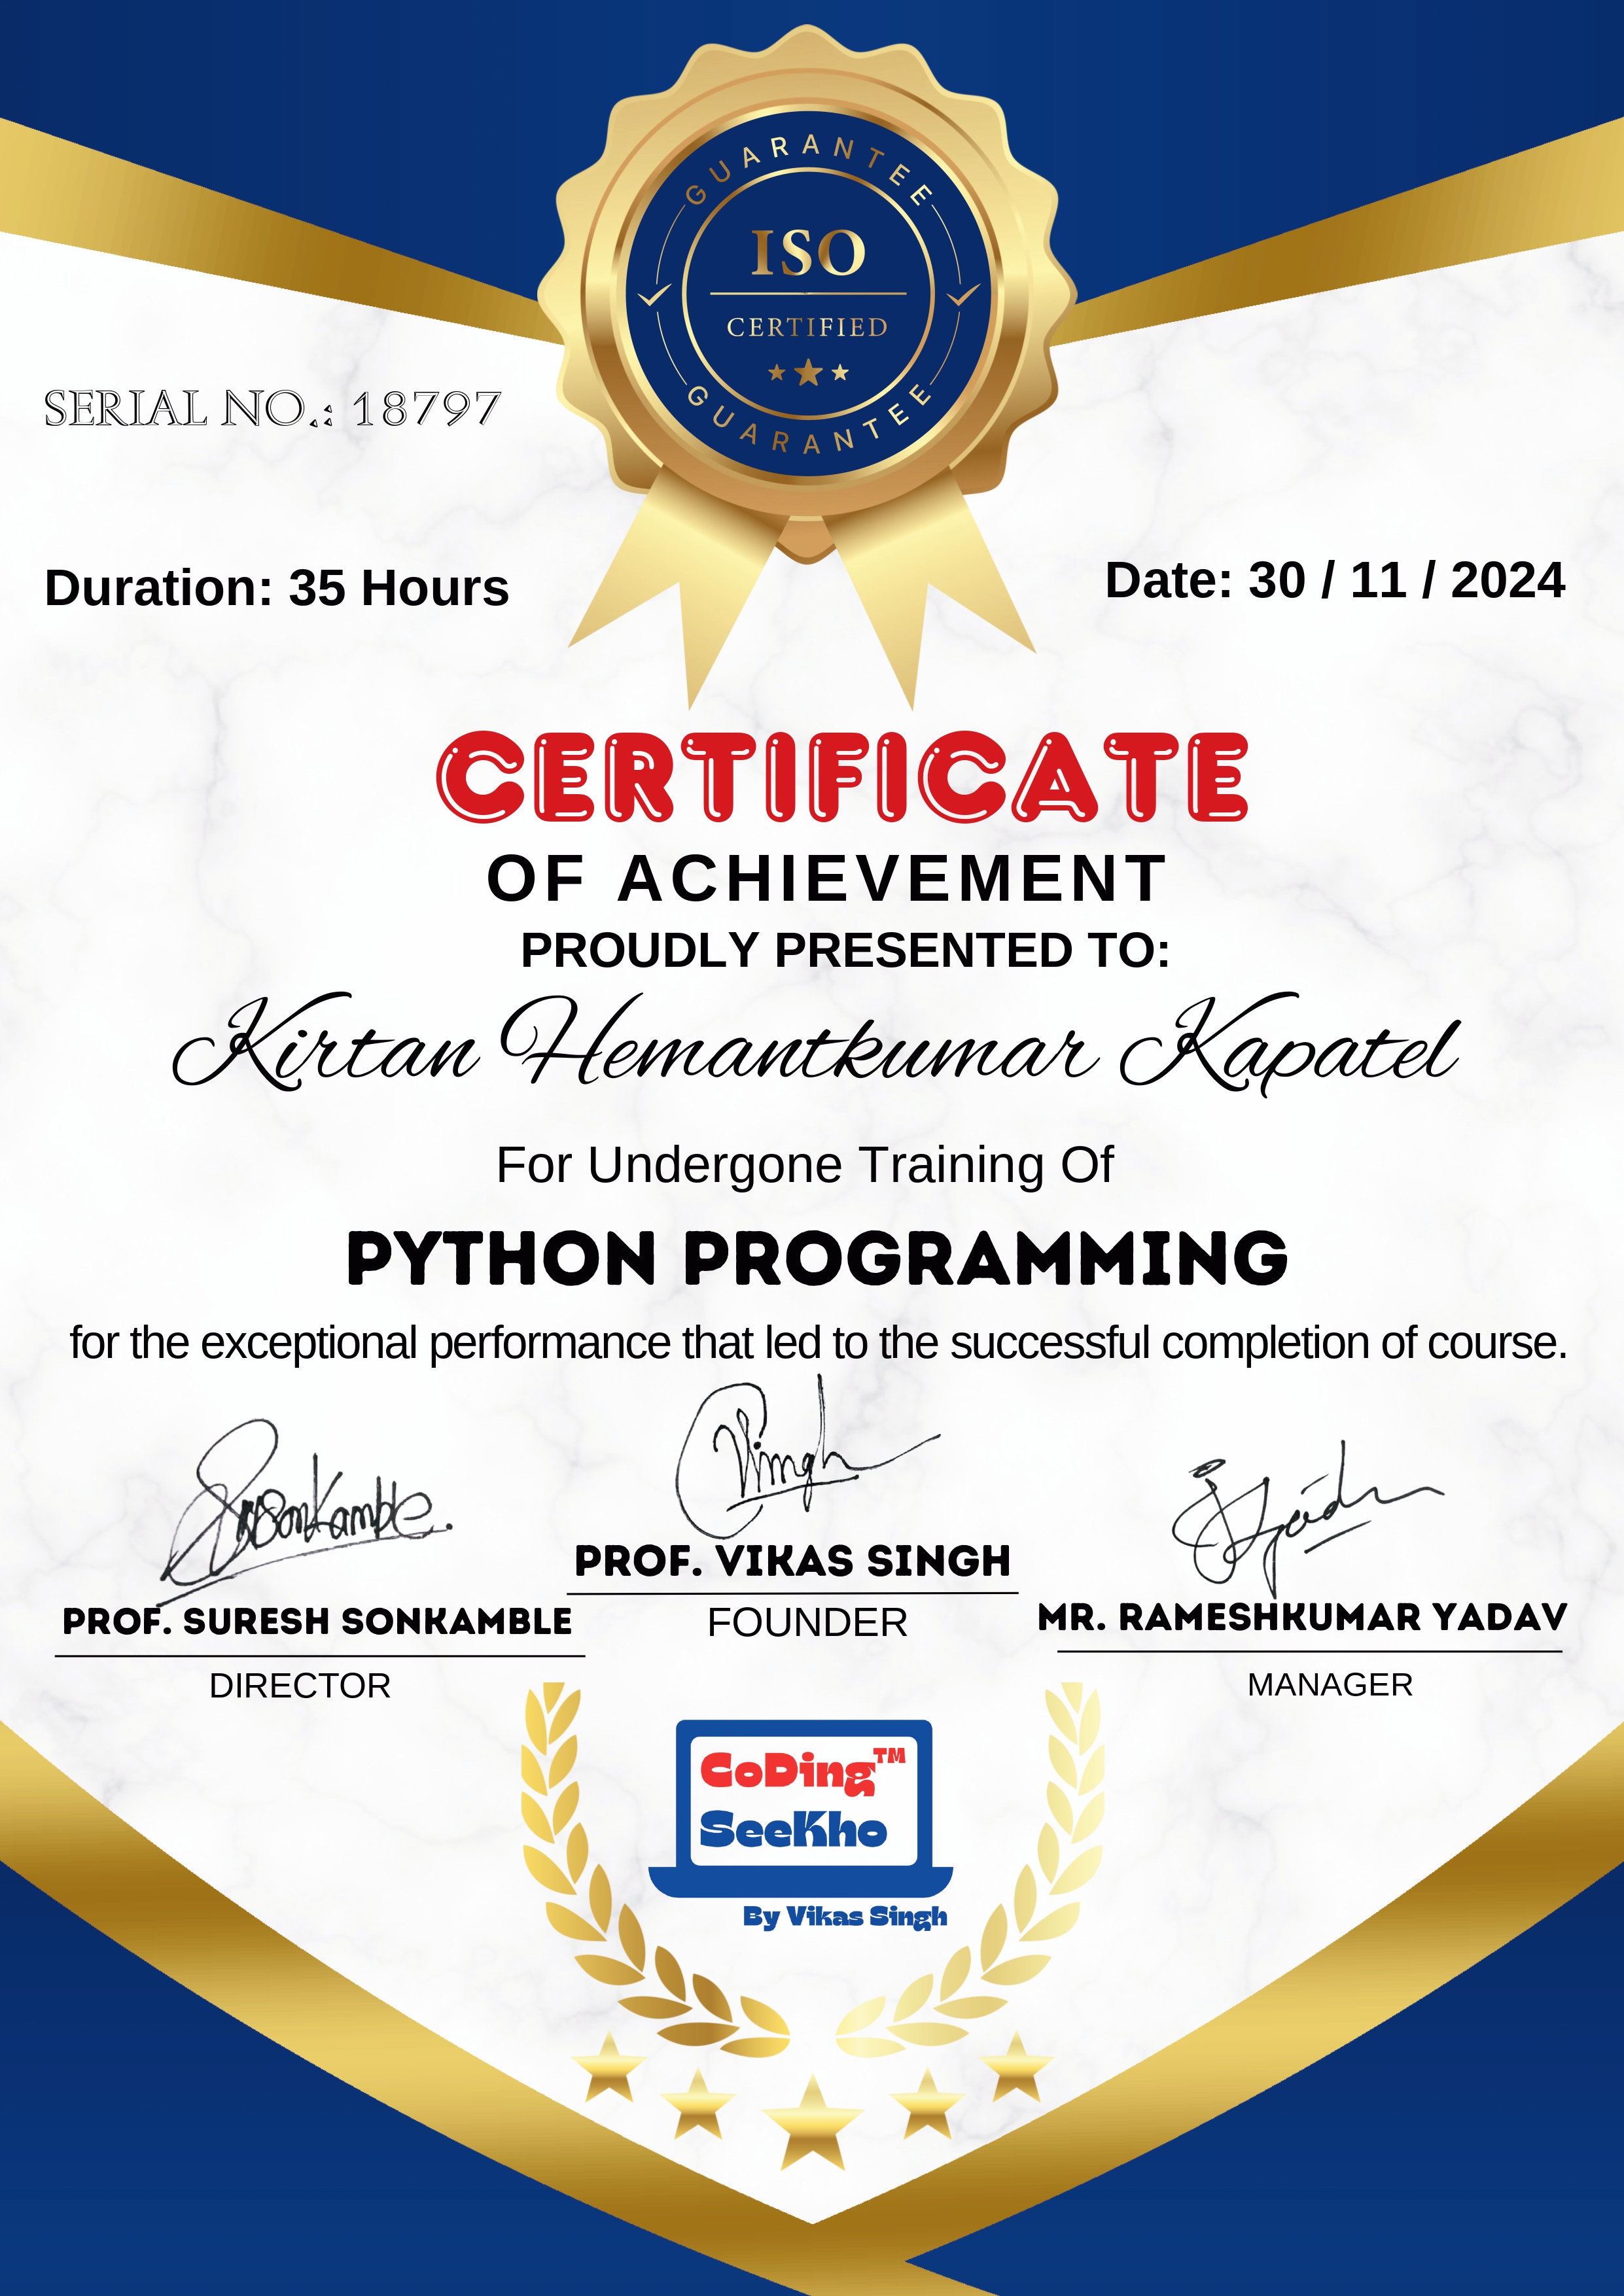 GUARANTEE
ISO
CERTIFIED
GUARANTEE
SERIAL NO.: 18797
Duration: 35 Hours
Date: 30 / 11 / 2024
CERTIFICATE
OF ACHIEVEMENT
PROUDLY PRESENTED TO:
Kirtan Hemantkumar Kapatel
For Undergone Training Of
PYTHON PROGRAMMING
for the exceptional performance that led to the successful completion of course.
PROF. SURESH SONKAMBLE
DIRECTOR
PROF. VIKAS SINGH
FOUNDER
MR. RAMESHKUMAR YADAV
MANAGER
CoDing™
SeeKho
By Vikas Singh